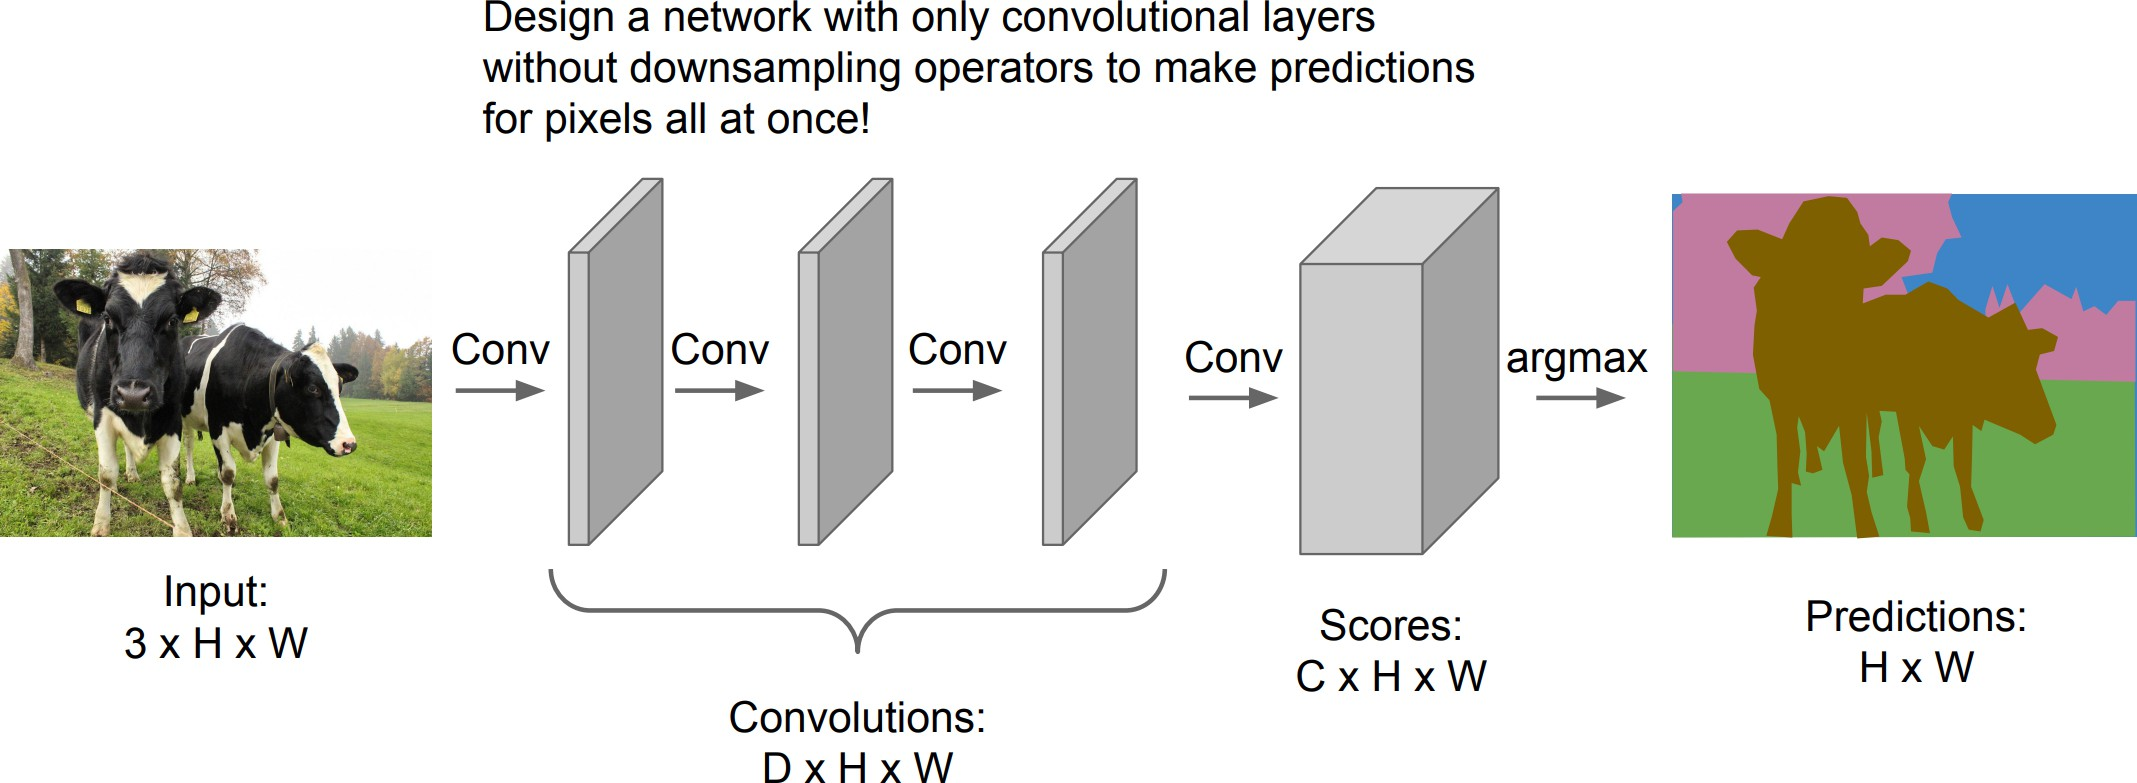 Design a network with only convolutional layers
without downsampling operators to make predictions
for pixels all at once!
Conv
Conv
Conv
Conv
argmax
Input:
3 x H x W
Convolutions:
D x H x W
Scores:
C x H x W
Predictions:
H x W